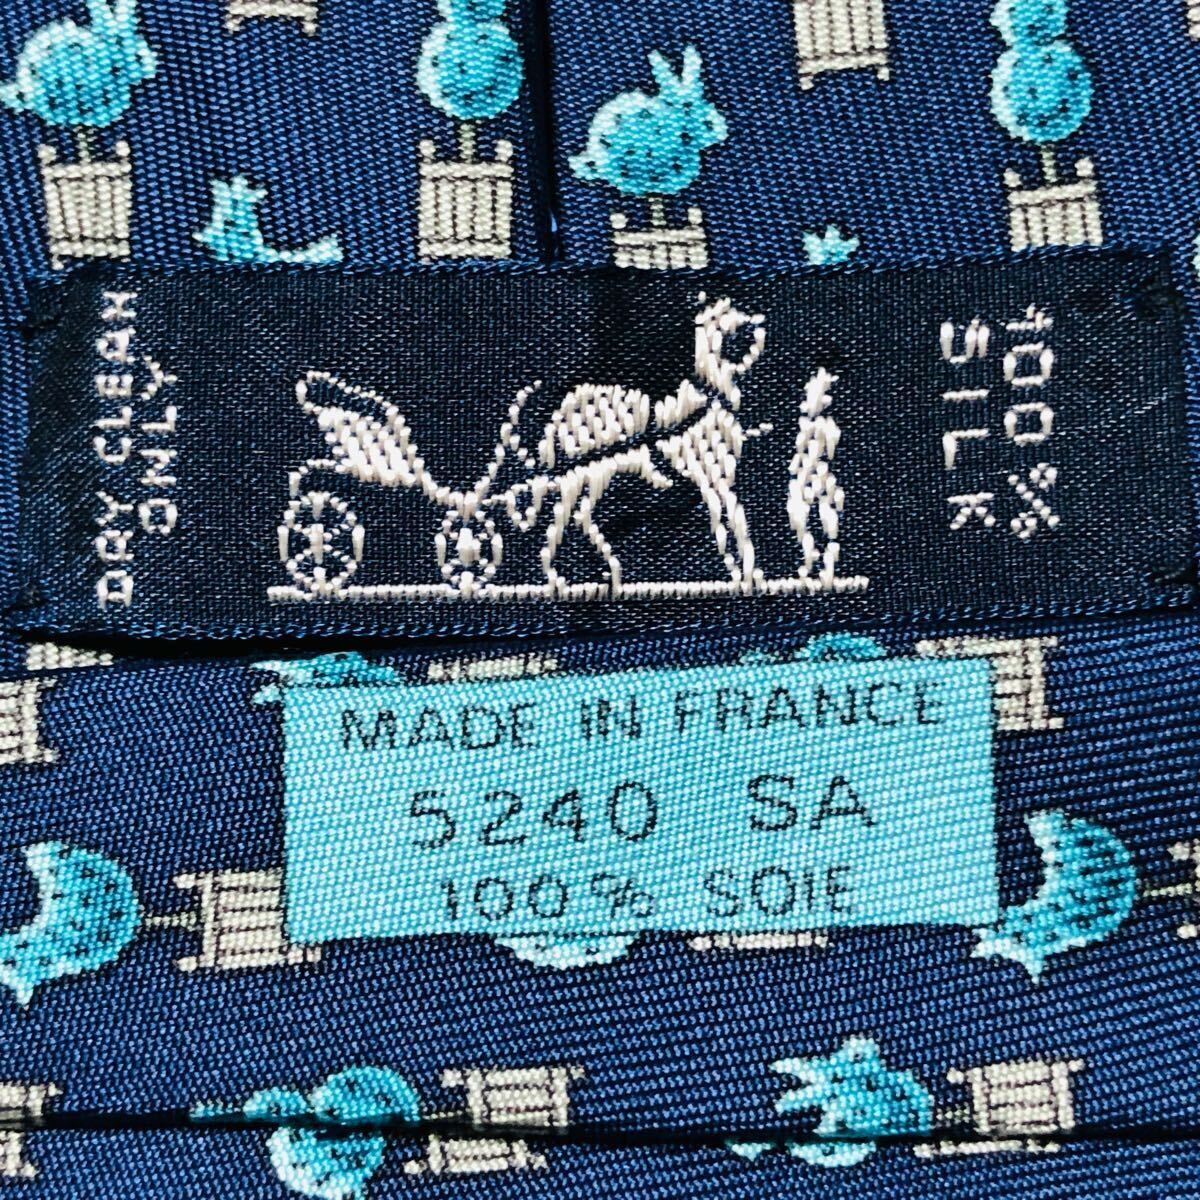 DRY CLEAN
ONLY
100%
SILK
MADE IN FRANCE
5240 SA
100% SOIE